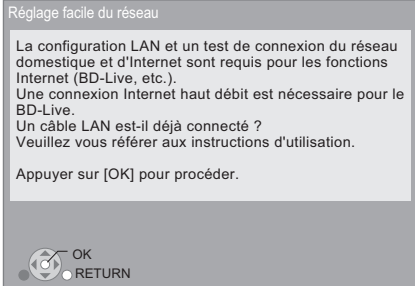 Réglage facile du réseau
La configuration LAN et un test de connexion du réseau
domestique et d'Internet sont requis pour les fonctions
Internet (BD-Live, etc.).
Une connexion Internet haut débit est nécessaire pour le
BD-Live.
Un câble LAN est-il déjà connecté ?
Veuillez vous référer aux instructions d'utilisation.
Appuyer sur [OK] pour procéder.
OK
RETURN